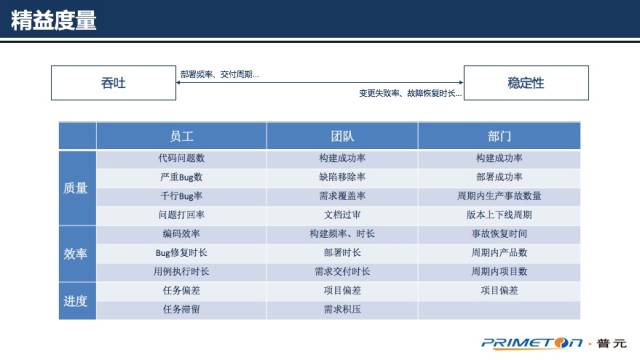 精益度量
吞吐
部署频率、交付周期...
变更失败率、故障恢复时长...
稳定性
员工 团队 部门
质量
代码问题数 构建成功率 构建成功率
严重Bug数 缺陷移除率 部署成功率
千行Bug率 需求覆盖率 周期内生产事故数量
问题打回率 文档过审 版本上下线周期
效率
编码效率 构建频率、时长 事故恢复时间
Bug修复时长 部署时长 周期内产品数
用例执行时长 需求交付时长 周期内项目数
进度
任务偏差 项目偏差 项目偏差
任务滞留 需求积压
PRIMETON·普元